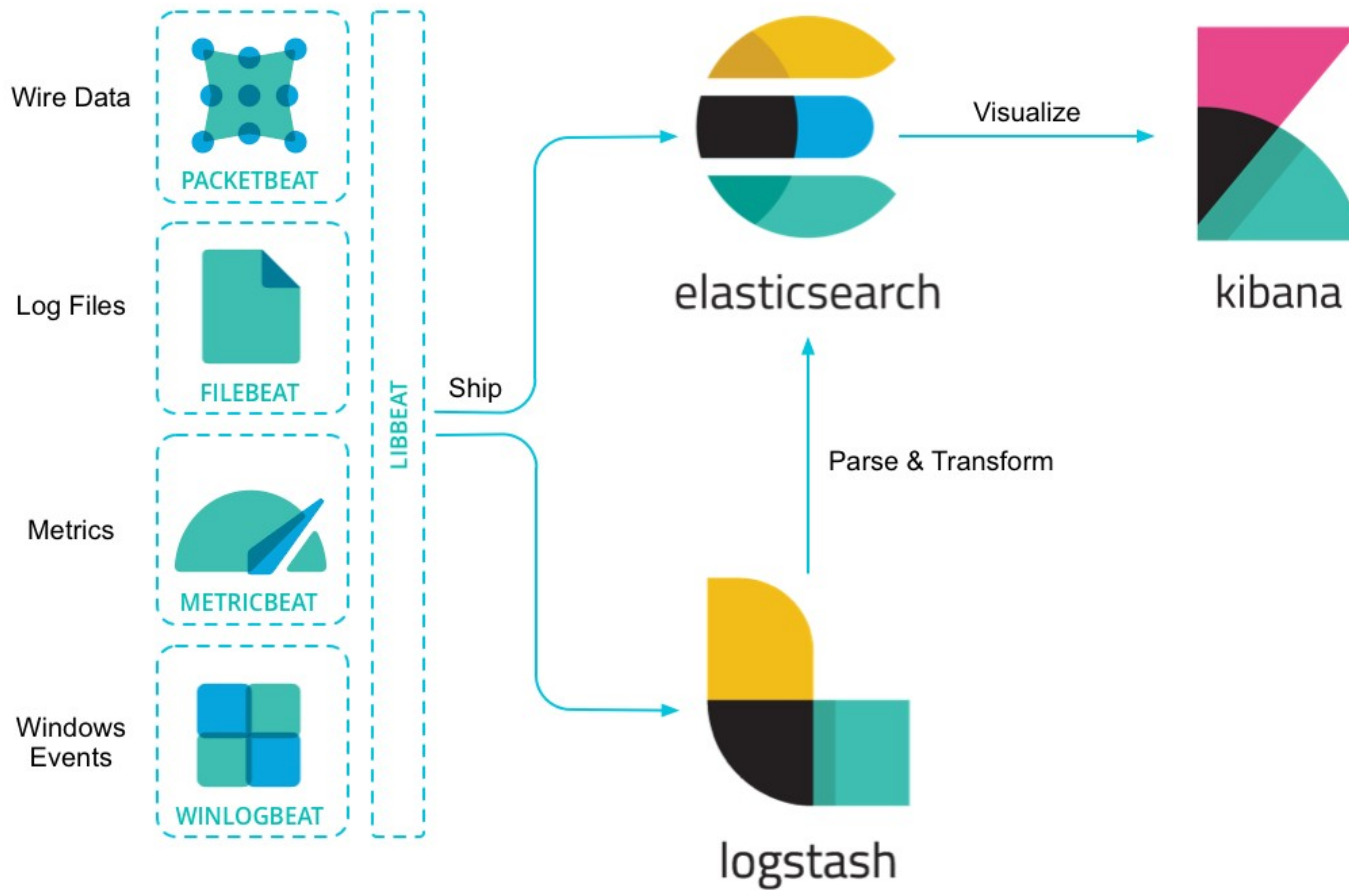 Wire Data
PACKETBEAT
Log Files
FILEBEAT
Metrics
METRICBEAT
Windows
Events
WINLOGBEAT
LIBBEAT
Ship
elasticsearch
Visualize
kibana
Parse & Transform
logstash